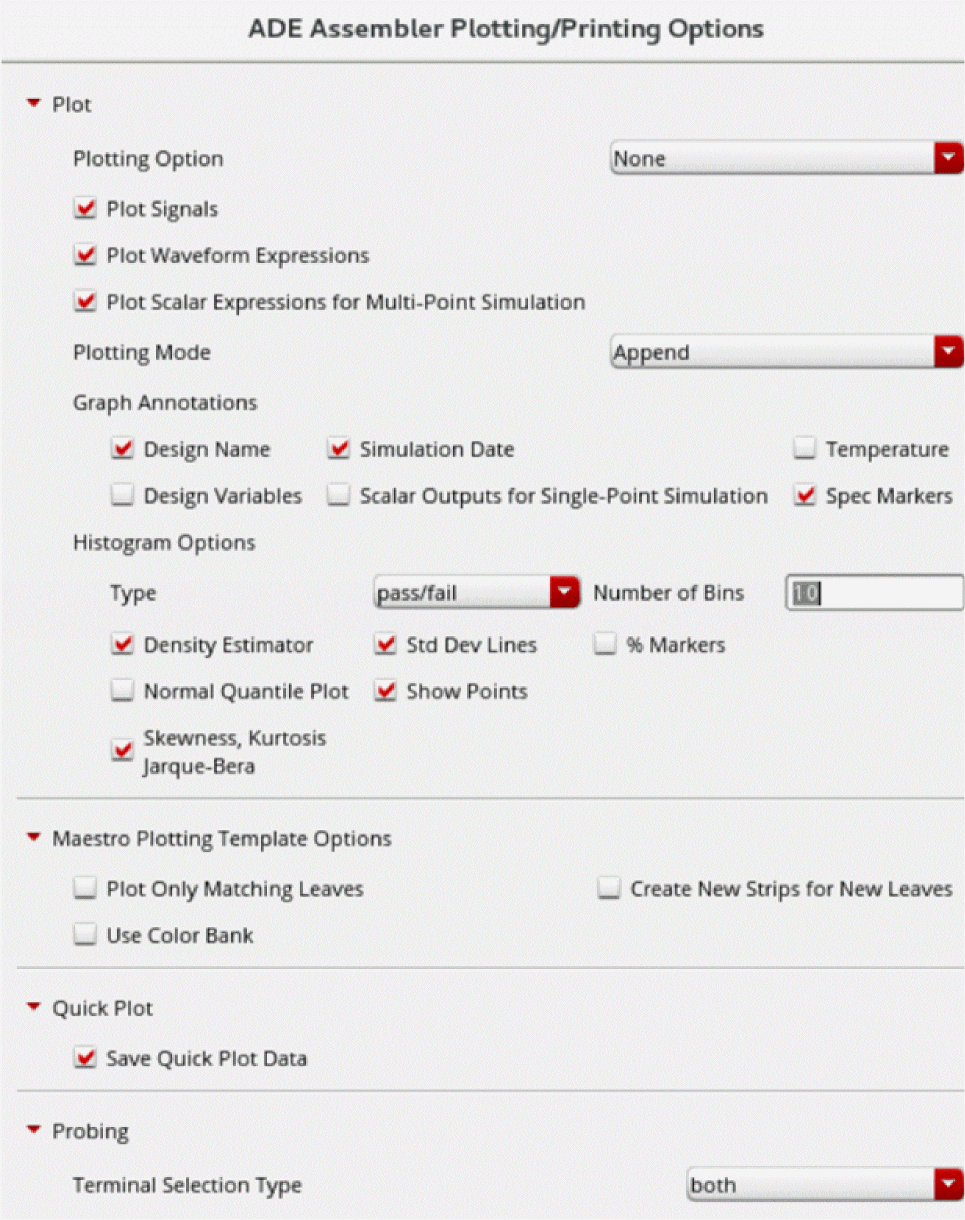 ADE Assembler Plotting/Printing Options
Plot
Plotting Option None
Plot Signals
Plot Waveform Expressions
Plot Scalar Expressions for Multi-Point Simulation
Plotting Mode Append
Graph Annotations
Design Name Simulation Date Temperature
Design Variables Scalar Outputs for Single-Point Simulation Spec Markers
Histogram Options
Type pass/fail Number of Bins 10
Density Estimator Std Dev Lines % Markers
Normal Quantile Plot Show Points
Skewness, Kurtosis
Jarque-Bera
Maestro Plotting Template Options
Plot Only Matching Leaves Create New Strips for New Leaves
Use Color Bank
Quick Plot
Save Quick Plot Data
Probing
Terminal Selection Type both